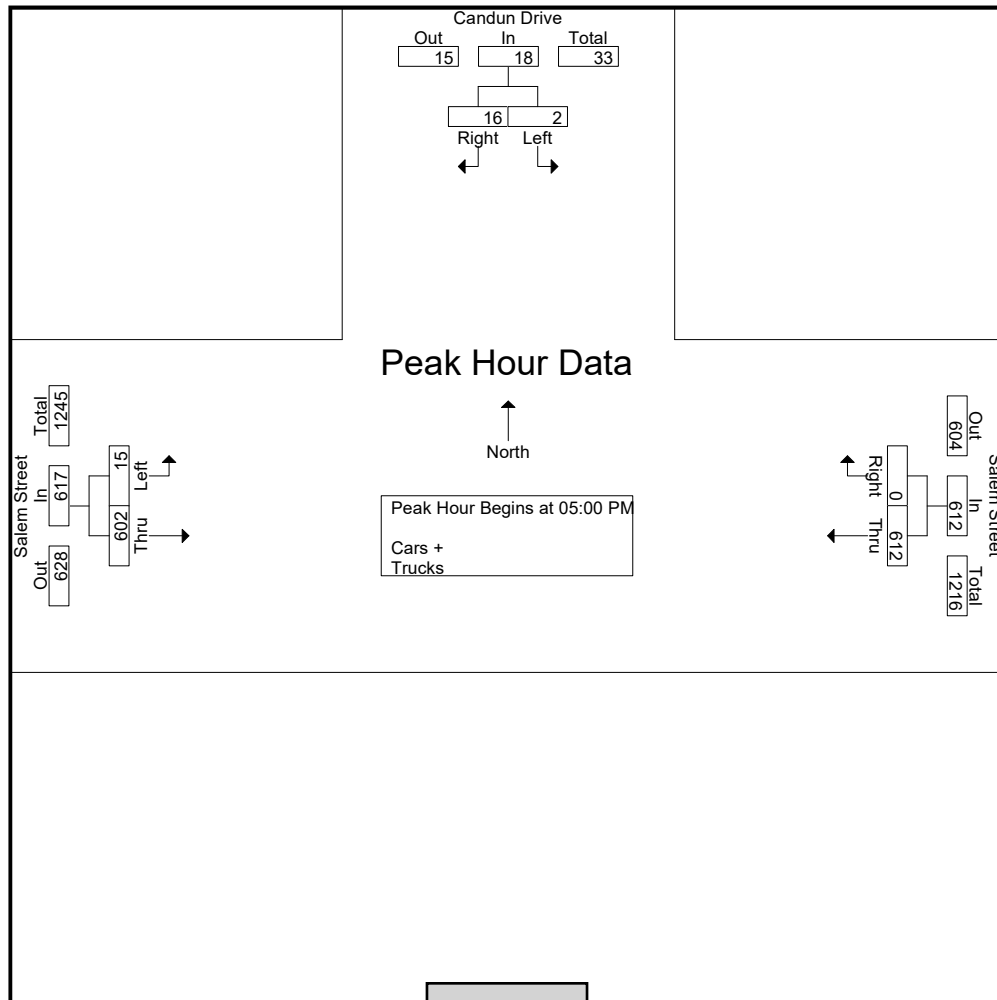 Candun Drive
Out In Total
15 18 33
16 2
Right Left
Peak Hour Data
North
Peak Hour Begins at 05:00 PM
Cars +
Trucks
Salem Street
Total In Out
1245 617 628
15 602
Left Thru
Salem Street
Out In Total
604 612 1216
0 612
Right Thru